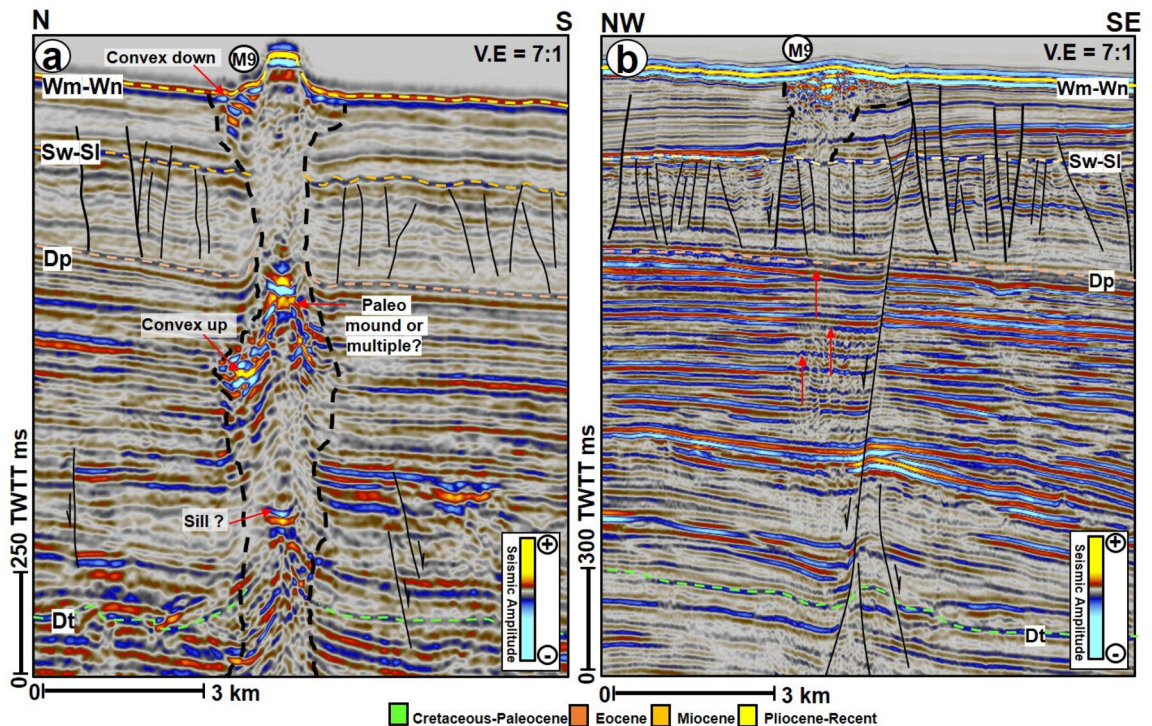 N S
a
Convex down
M9
V.E = 7:1
Wm-Wn
Sw-Sl
Dp
Paleo
mound or
multiple?
Convex up
Sill ?
Dt
250 TWTT ms
0
Seismic Amplitude
+
-
0 3 km
NW SE
b
M9
V.E = 7:1
Wm-Wn
Sw-Sl
Dp
Dt
300 TWTT ms
0
Seismic Amplitude
+
-
0 3 km
Cretaceous-Paleocene Eocene Miocene Pliocene-Recent